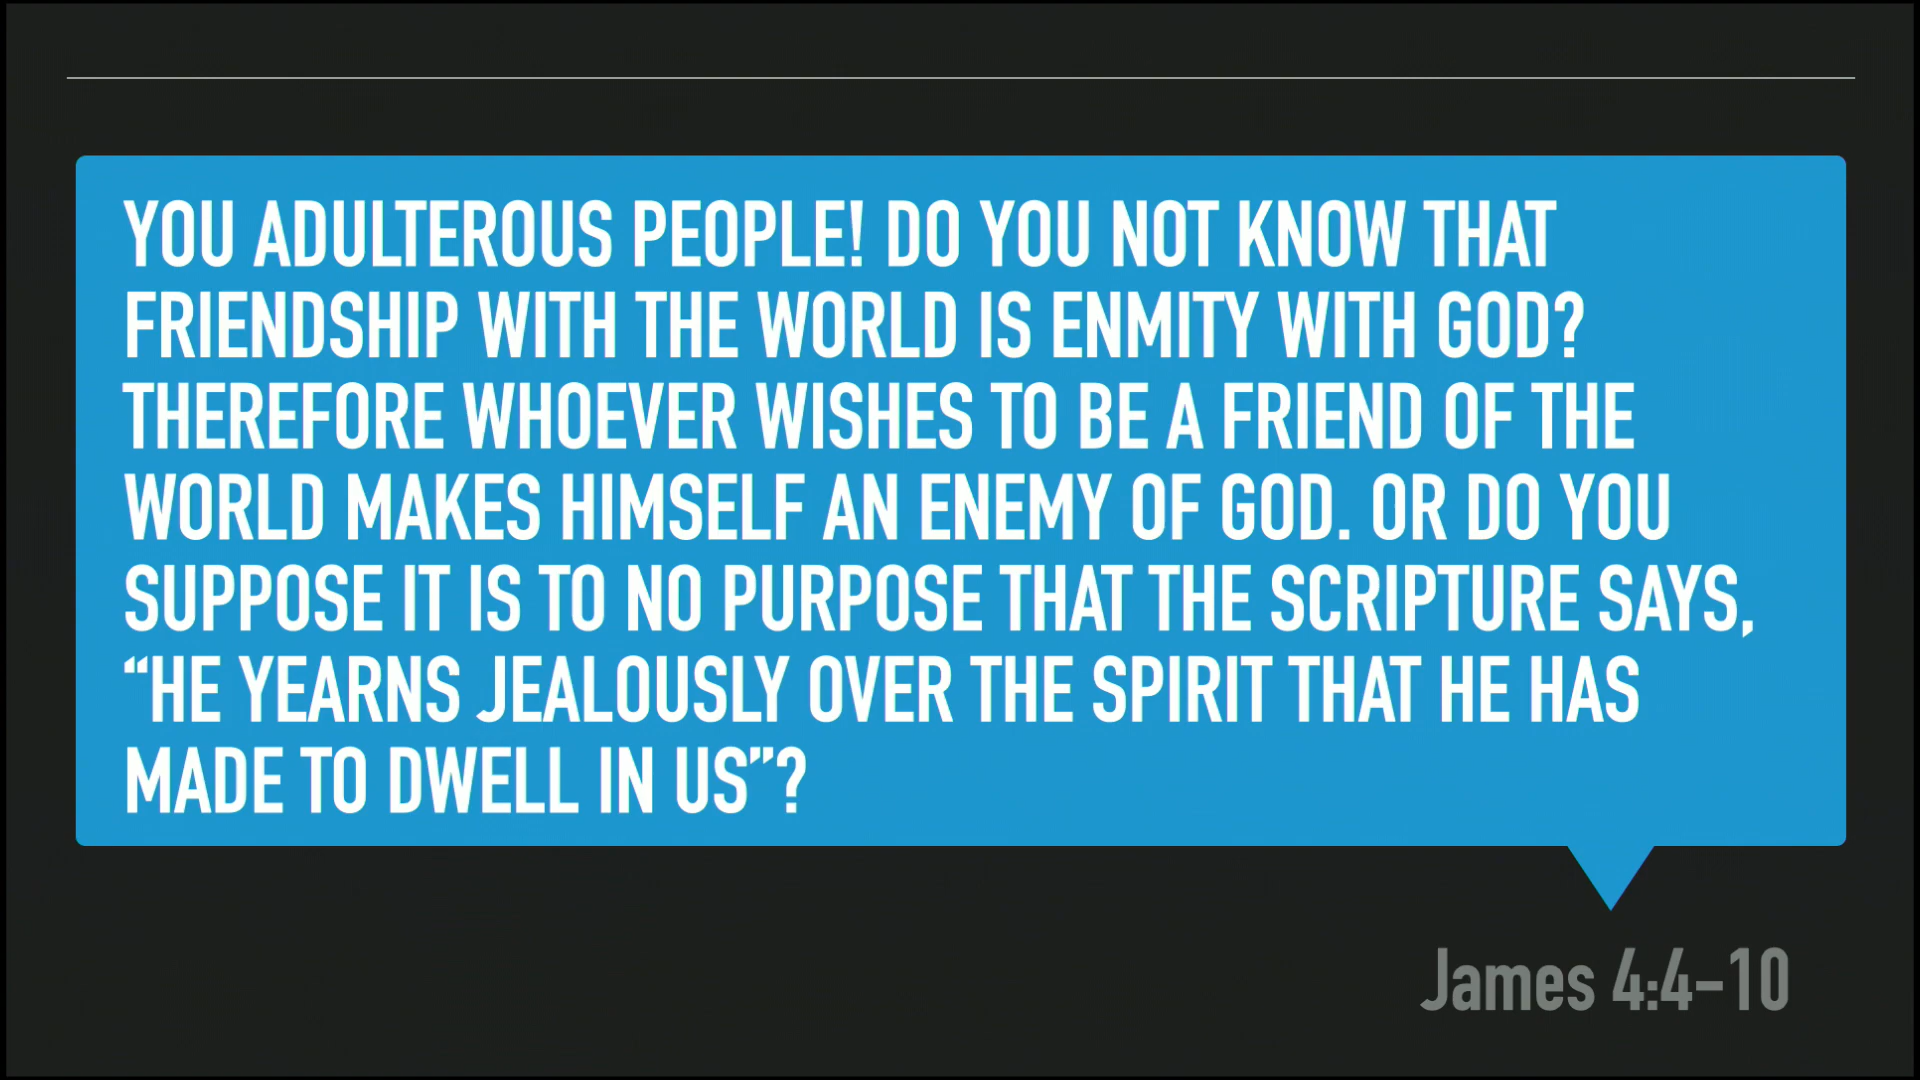 YOU ADULTEROUS PEOPLE! DO YOU NOT KNOW THAT
FRIENDSHIP WITH THE WORLD IS ENMITY WITH GOD?
THEREFORE WHOEVER WISHES TO BE A FRIEND OF THE
WORLD MAKES HIMSELF AN ENEMY OF GOD. OR DO YOU
SUPPOSE IT IS TO NO PURPOSE THAT THE SCRIPTURE SAYS,
“HE YEARNS JEALOUSLY OVER THE SPIRIT THAT HE HAS
MADE TO DWELL IN US”?
James 4:4–10